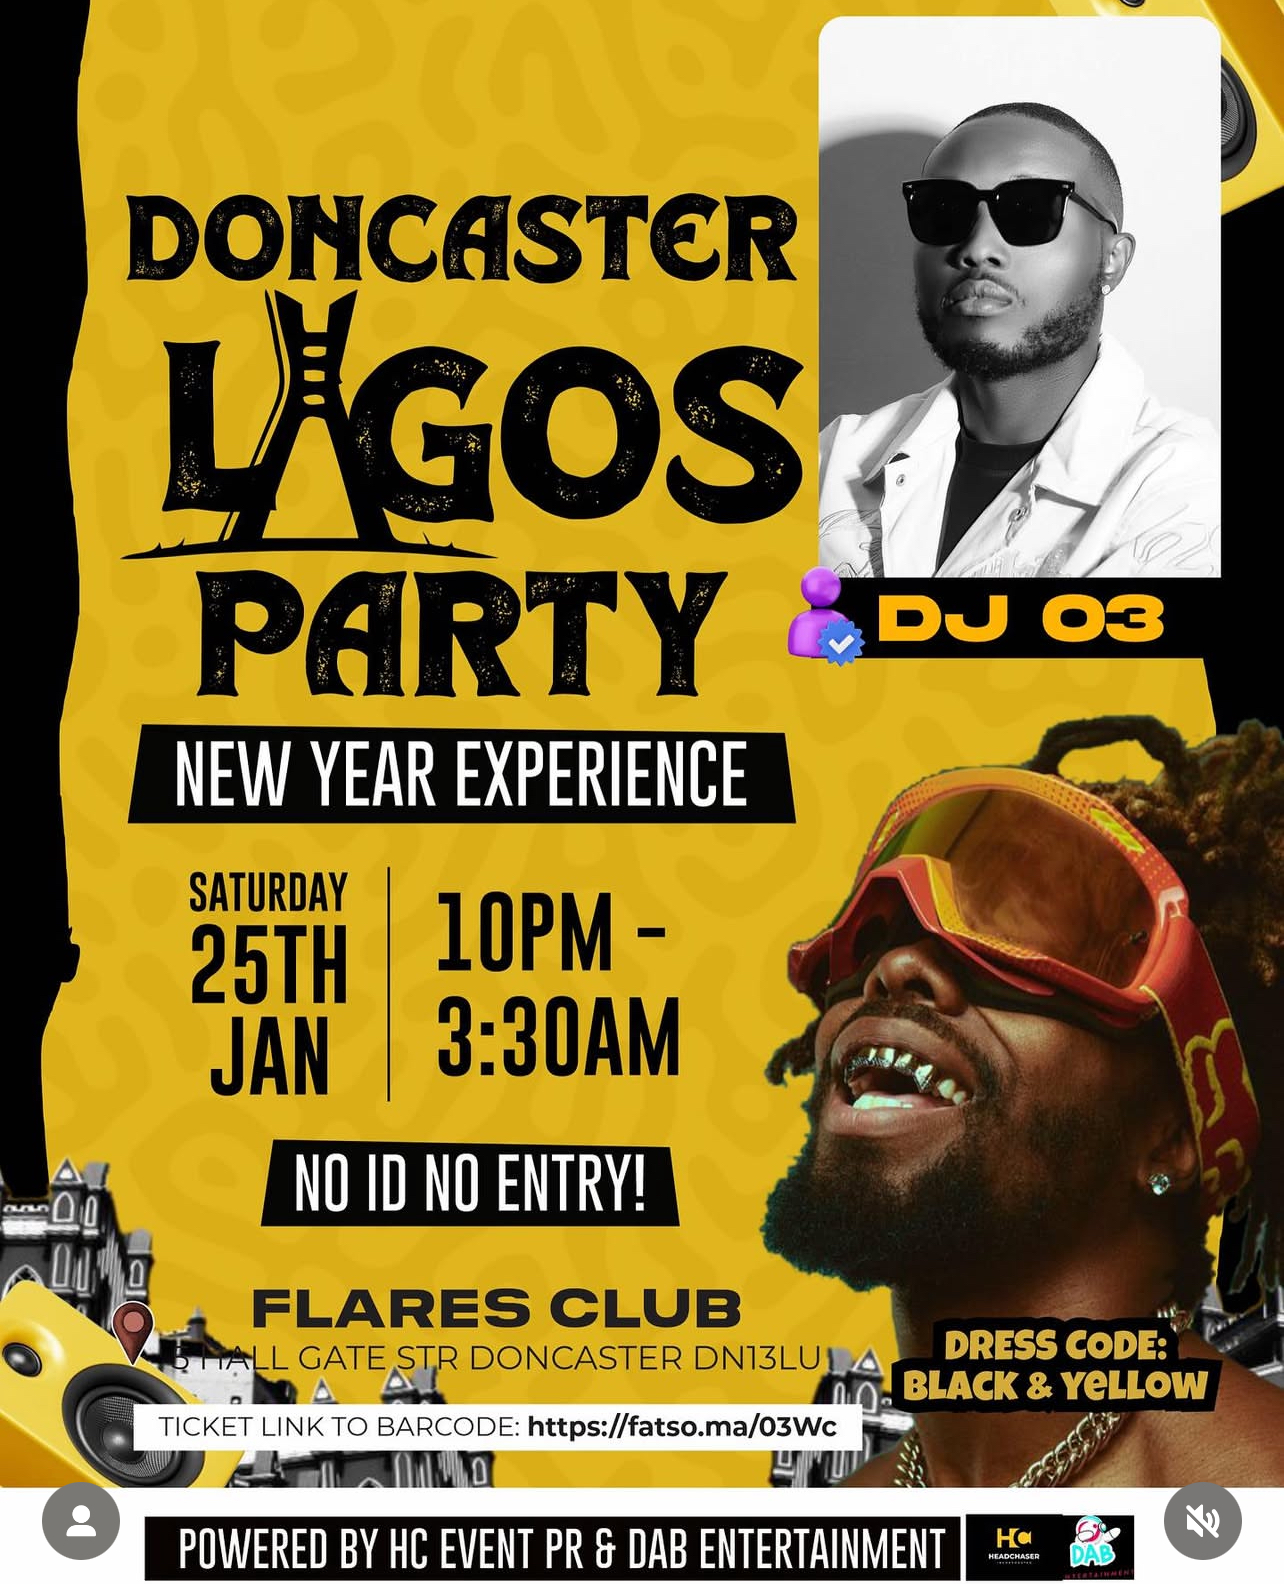 DONCASTER
LAGOS
PARTY
DJ 03
NEW YEAR EXPERIENCE
SATURDAY
25TH
JAN
10PM -
3:30AM
NO ID NO ENTRY!
FLARES CLUB
HALL GATE STR DONCASTER DN13LU
DRESS CODE:
BLACK & YeLLOW
TICKET LINK TO BARCODE: https://fatso.ma/03Wc
POWERED BY HC EVENT PR & DAB ENTERTAINMENT
HC
HEADCHASER
DAB
ENTERTAINMENT